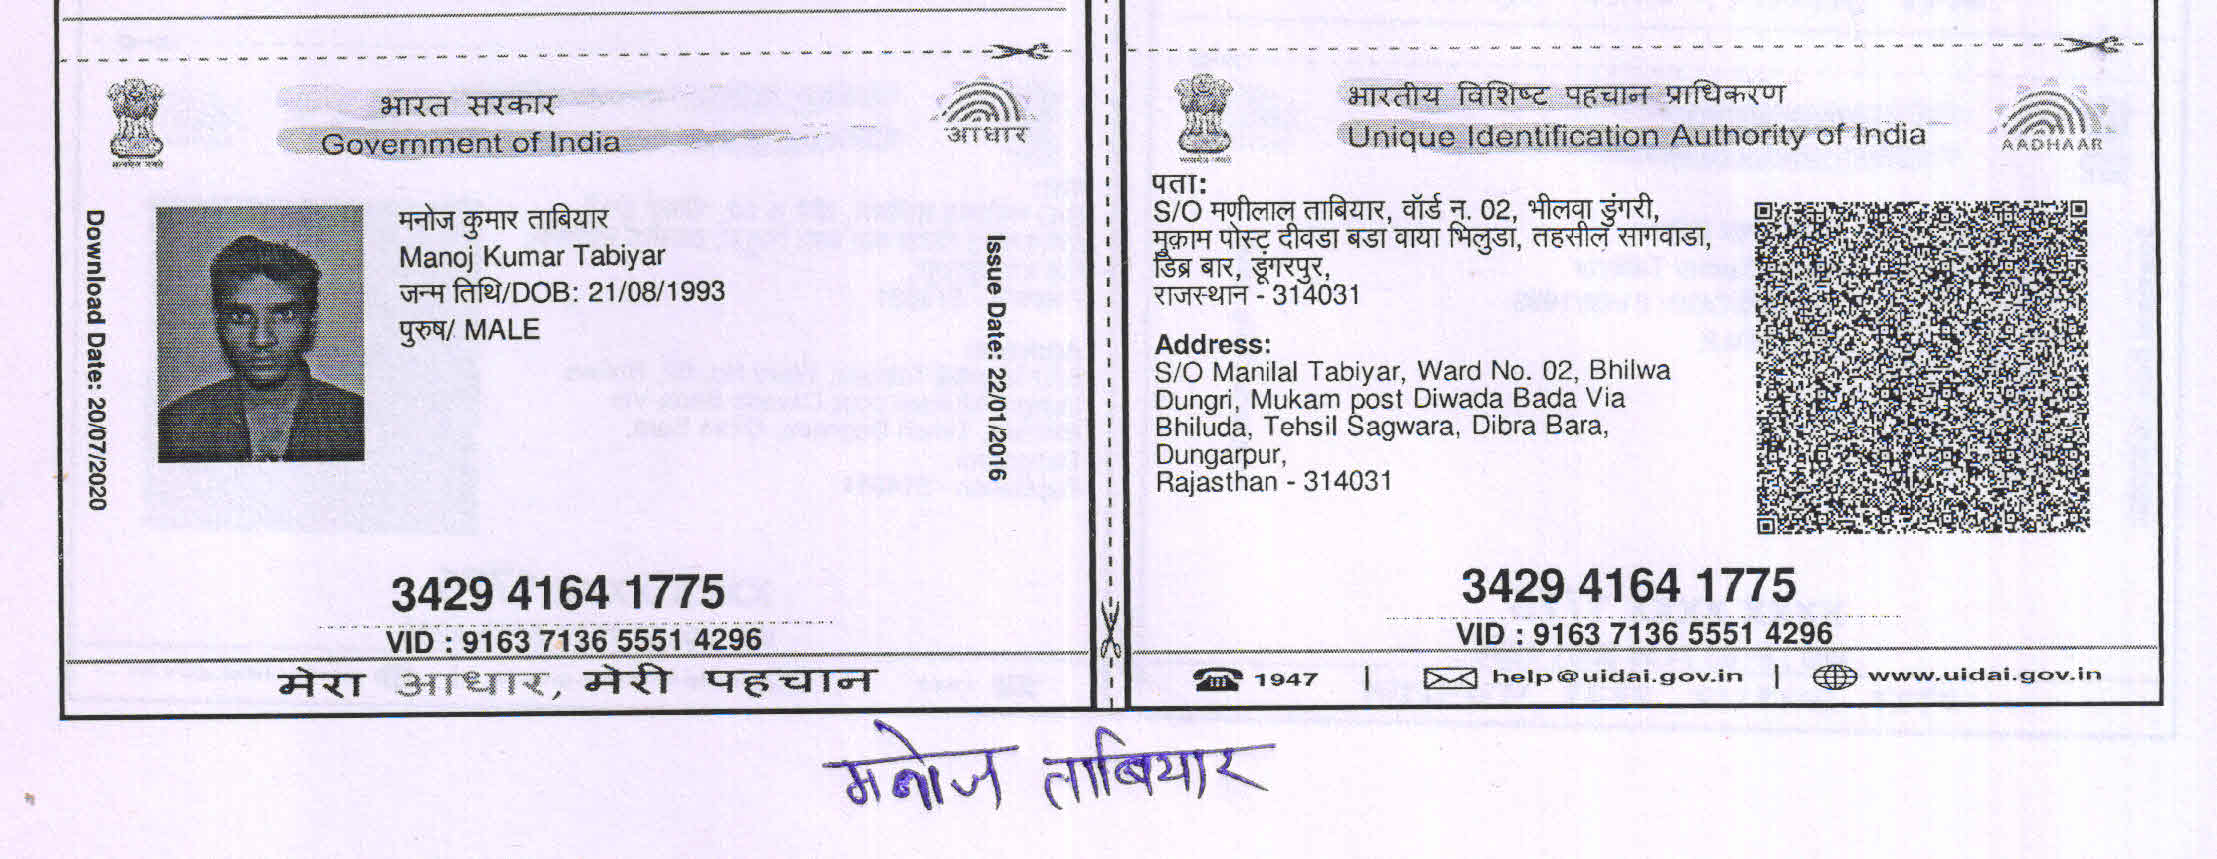 भारत सरकार
Government of India
आधार
Download Date: 20/07/2020
मनोज कुमार ताबियार
Manoj Kumar Tabiyar
जन्म तिथि/DOB: 21/08/1993
पुरुष/ MALE
Issue Date: 22/01/2016
3429 4164 1775
VID : 9163 7136 5551 4296
मेरा आधार, मेरी पहचान
भारतीय विशिष्ट पहचान प्राधिकरण
Unique Identification Authority of India
AADHAAR
पता:
S/O मणीलाल ताबियार, वॉर्ड न. 02, भीलवा डुंगरी,
मुक़ाम पोस्ट दीवडा बडा वाया भिलुडा, तहसील सागवाडा,
डिब्र बार, डूंगरपुर,
राजस्थान - 314031
Address:
S/O Manilal Tabiyar, Ward No. 02, Bhilwa
Dungri, Mukam post Diwada Bada Via
Bhiluda, Tehsil Sagwara, Dibra Bara,
Dungarpur,
Rajasthan - 314031
3429 4164 1775
VID : 9163 7136 5551 4296
1947 | help@uidai.gov.in | www.uidai.gov.in
मनोज ताबियार